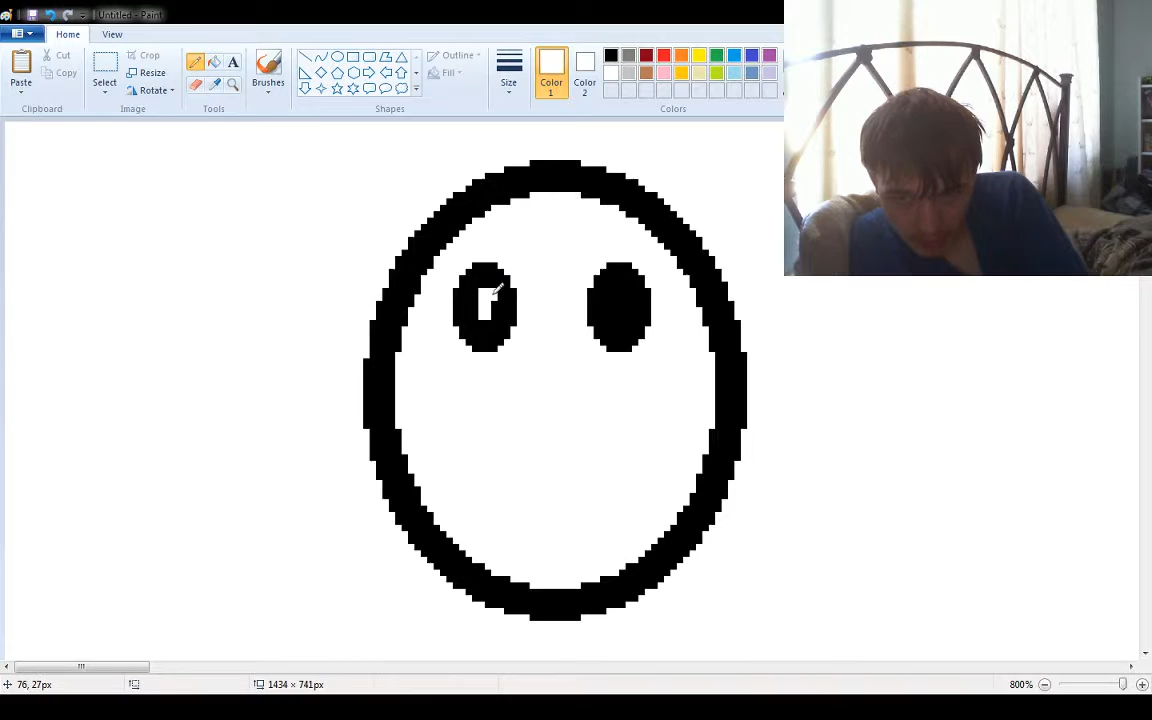 Untitled - Paint
Home View
Paste
Cut
Copy
Clipboard
Select
Crop
Resize
Rotate
Image
A
Tools
Brushes
Outline
Fill
Shapes
Size
Color
1
Color
2
Colors
76, 27px
1434 × 741px
800%